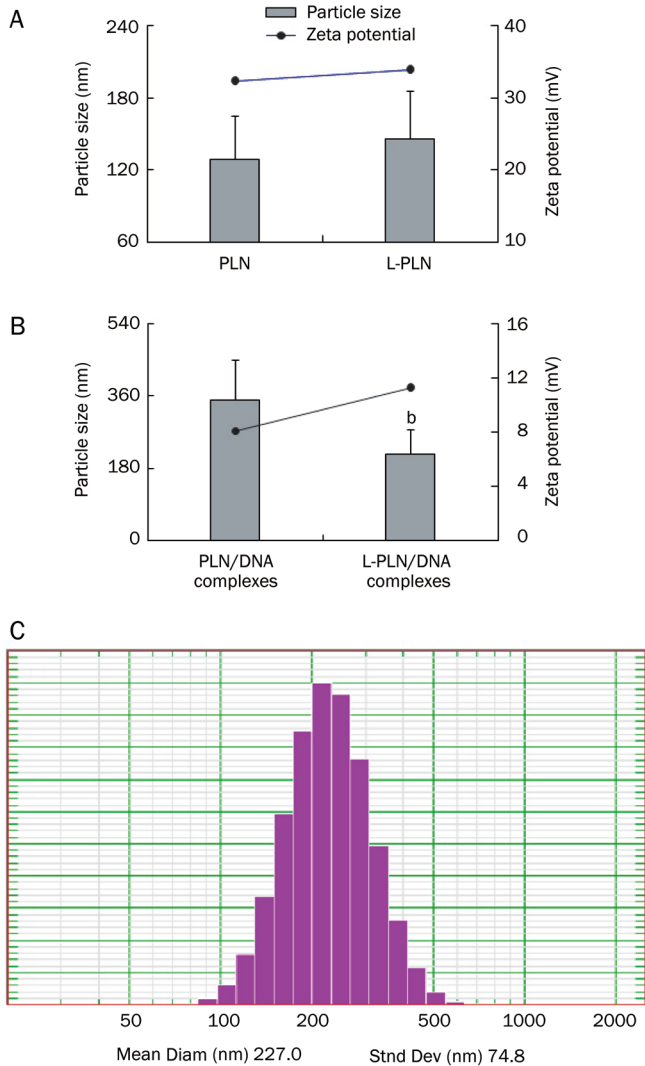 A
Particle size
Zeta potential
240
180
120
60
Particle size (nm)
40
30
20
10
Zeta potential (mV)
PLN
L-PLN
B
540
360
180
0
Particle size (nm)
16
12
8
4
0
Zeta potential (mV)
b
PLN/DNA
complexes
L-PLN/DNA
complexes
C
50 100 200 500 1000 2000
Mean Diam (nm) 227.0 Stnd Dev (nm) 74.8